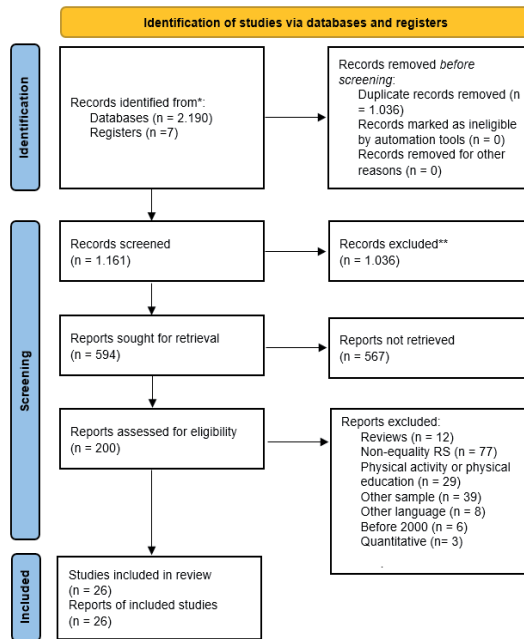 Identification of studies via databases and registers
Identification
Records identified from*:
Databases (n = 2.190)
Registers (n =7)
Records removed before
screening:
Duplicate records removed (n
= 1.036)
Records marked as ineligible
by automation tools (n = 0)
Records removed for other
reasons (n = 0)
Screening
Records screened
(n = 1.161)
Records excluded**
(n = 1.036)
Reports sought for retrieval
(n = 594)
Reports not retrieved
(n = 567)
Reports assessed for eligibility
(n = 200)
Reports excluded:
Reviews (n = 12)
Non-equality RS (n = 77)
Physical activity or physical
education (n = 29)
Other sample (n = 39)
Other language (n = 8)
Before 2000 (n = 6)
Quantitative (n= 3)
.
Included
Studies included in review
(n = 26)
Reports of included studies
(n = 26)